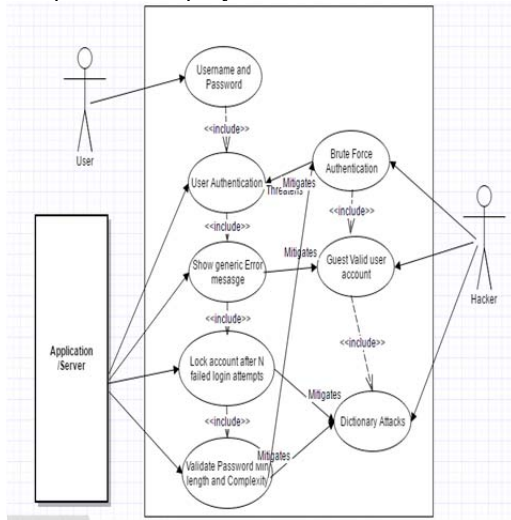 Username and
Password
User
<<include>>
Brute Force
Authentication
User Authentication
Threatens
Mitigates
<<include>>
<<include>>
Mitigates
Show generic Error
mesasge
Guest Valid user
account
Hacker
<<include>>
<<include>>
Application
/Server
Lock account after N
failed login attempts
Mitigates
<<include>>
Dictionary Attacks
Mitigates
Validate Password Min
length and Complexity